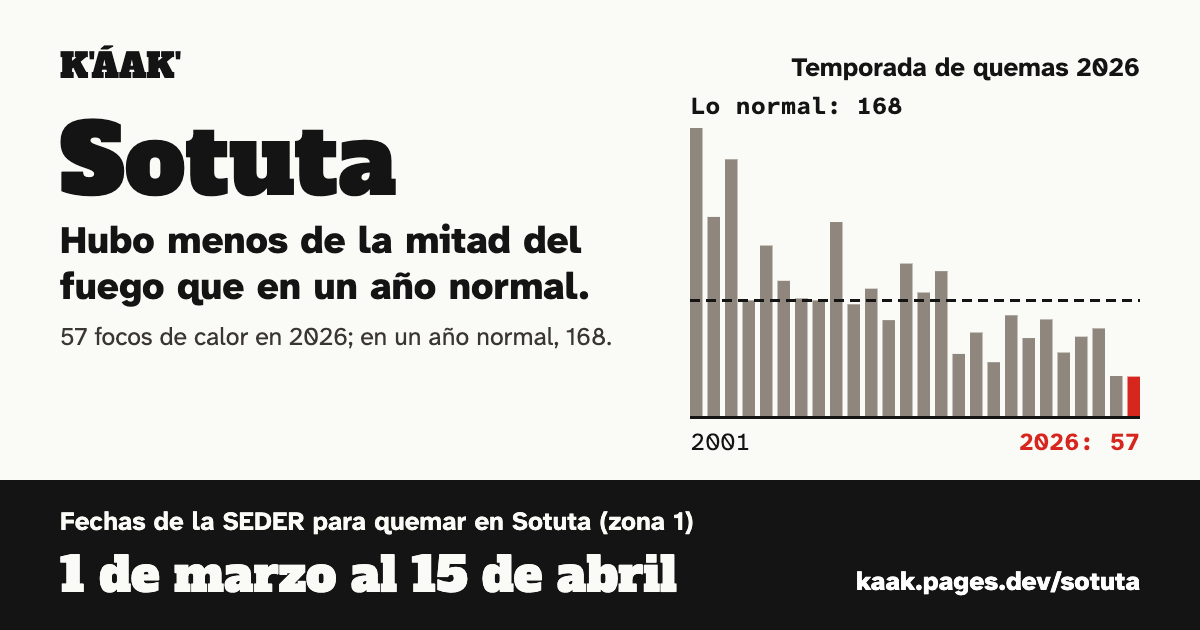 K'ÁAK'
Sotuta
Hubo menos de la mitad del
fuego que en un año normal.
57 focos de calor en 2026; en un año normal, 168.
Temporada de quemas 2026
Lo normal: 168
2001
2026: 57
Fechas de la SEDER para quemar en Sotuta (zona 1)
1 de marzo al 15 de abril
kaak.pages.dev/sotuta